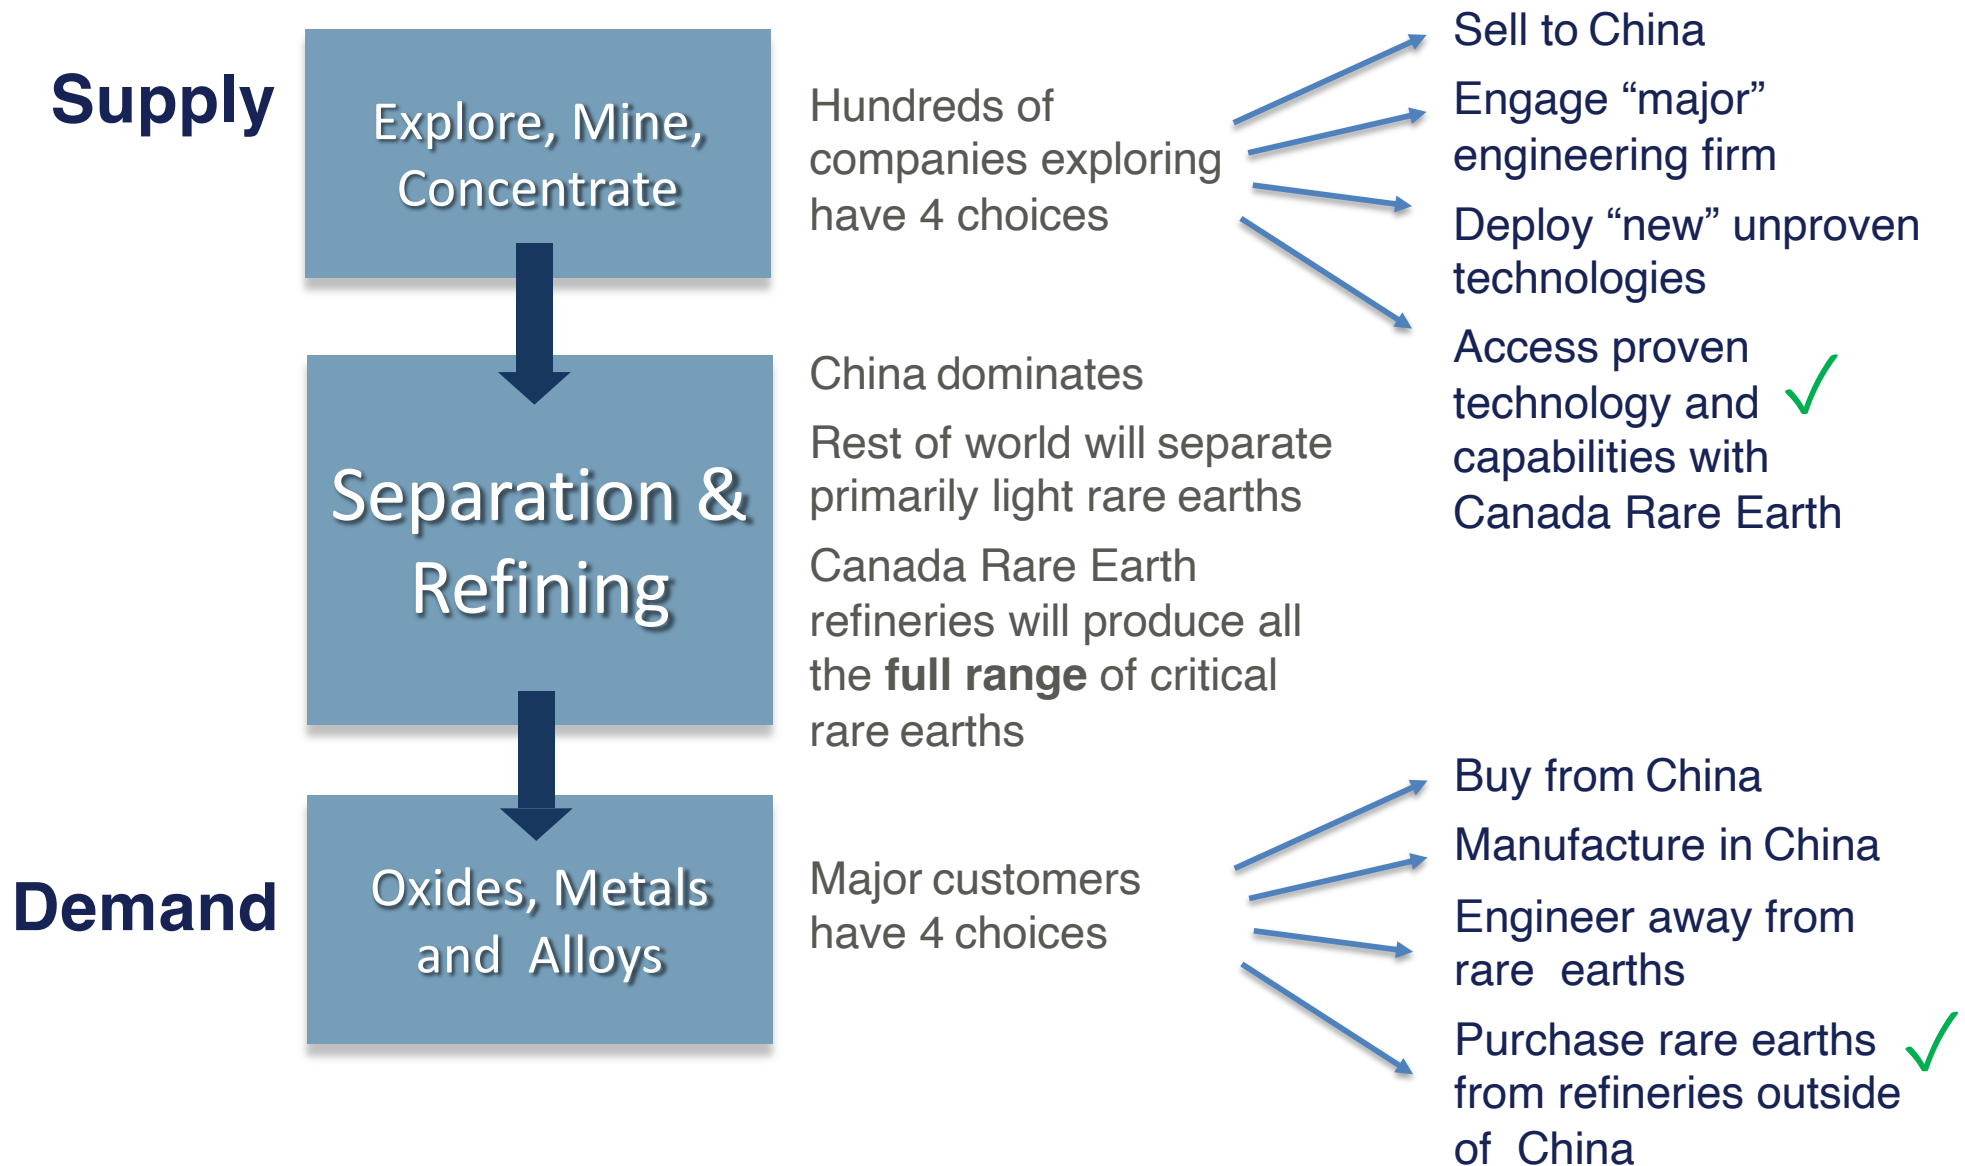 Supply
Explore, Mine,
Concentrate
Hundreds of
companies exploring
have 4 choices
Sell to China
Engage “major”
engineering firm
Deploy “new” unproven
technologies
Access proven
technology and
capabilities with
Canada Rare Earth
Separation &
Refining
China dominates
Rest of world will separate
primarily light rare earths
Canada Rare Earth
refineries will produce all
the full range of critical
rare earths
Demand
Oxides, Metals
and Alloys
Major customers
have 4 choices
Buy from China
Manufacture in China
Engineer away from
rare earths
Purchase rare earths
from refineries outside
of China